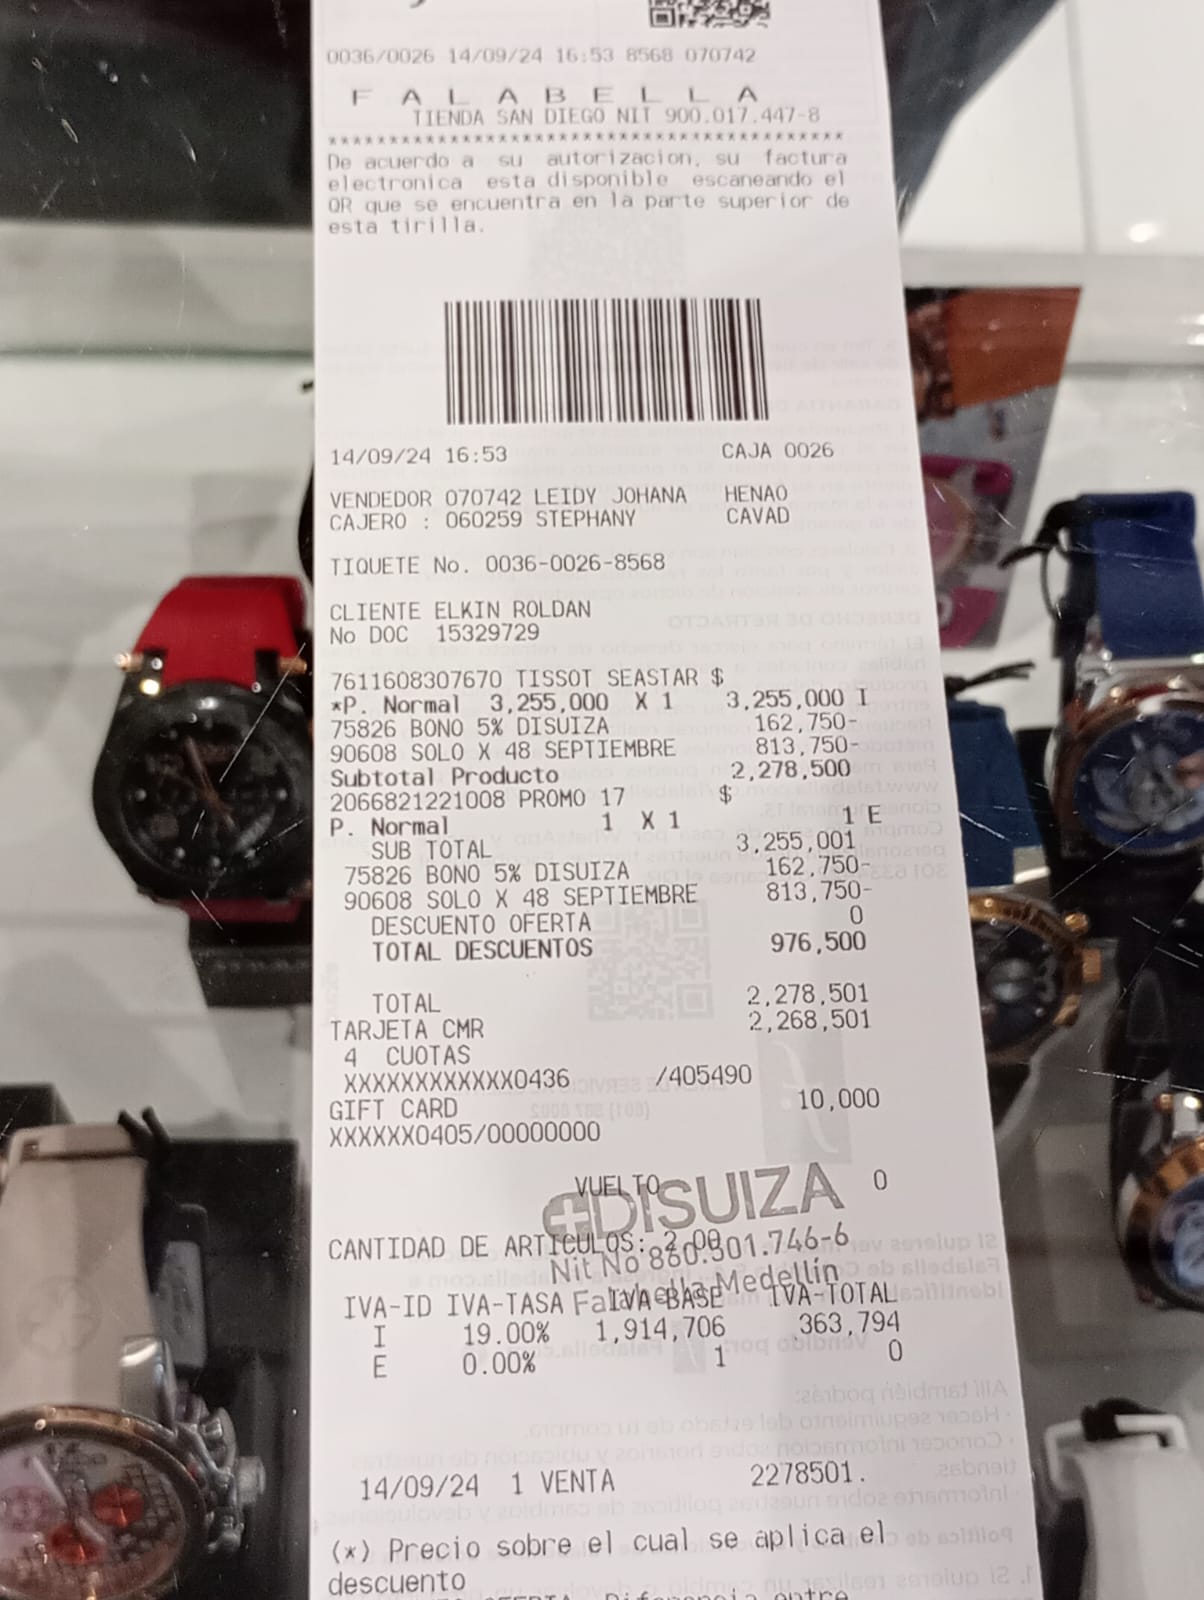 0036/0026 14/09/24 16:53 8568 070742
F A L A B E L L A
TIENDA SAN DIEGO NIT 900.017.447-8
******************************************
De acuerdo a su autorizacion, su factura
electronica esta disponible escaneando el
QR que se encuentra en la parte superior de
esta tirilla.
14/09/24 16:53 CAJA 0026
VENDEDOR 070742 LEIDY JOHANA HENAO
CAJERO : 060259 STEPHANY CAVAD
TIQUETE No. 0036-0026-8568
CLIENTE ELKIN ROLDAN
No DOC 15329729
7611608307670 TISSOT SEASTAR $
*P. Normal 3,255,000 X 1 3,255,000 I
75826 BONO 5% DISUIZA 162,750-
90608 SOLO X 48 SEPTIEMBRE 813,750-
Subtotal Producto 2,278,500
2066821221008 PROMO 17 $
P. Normal 1 X 1 1 E
SUB TOTAL 3,255,001
75826 BONO 5% DISUIZA 162,750-
90608 SOLO X 48 SEPTIEMBRE 813,750-
DESCUENTO OFERTA 0
TOTAL DESCUENTOS 976,500
TOTAL 2,278,501
TARJETA CMR 2,268,501
4 CUOTAS
XXXXXXXXXXXX0436 /405490
GIFT CARD 10,000
XXXXXX0405/00000000
VUELTO 0
DISUIZA
CANTIDAD DE ARTICULOS: 2.00
Nit No 860.501.746-6
Falabella Medellín
IVA-ID IVA-TASA IVA-BASE IVA-TOTAL
I 19.00% 1,914,706 363,794
E 0.00% 1 0
14/09/24 1 VENTA 2278501.
(*) Precio sobre el cual se aplica el
descuento